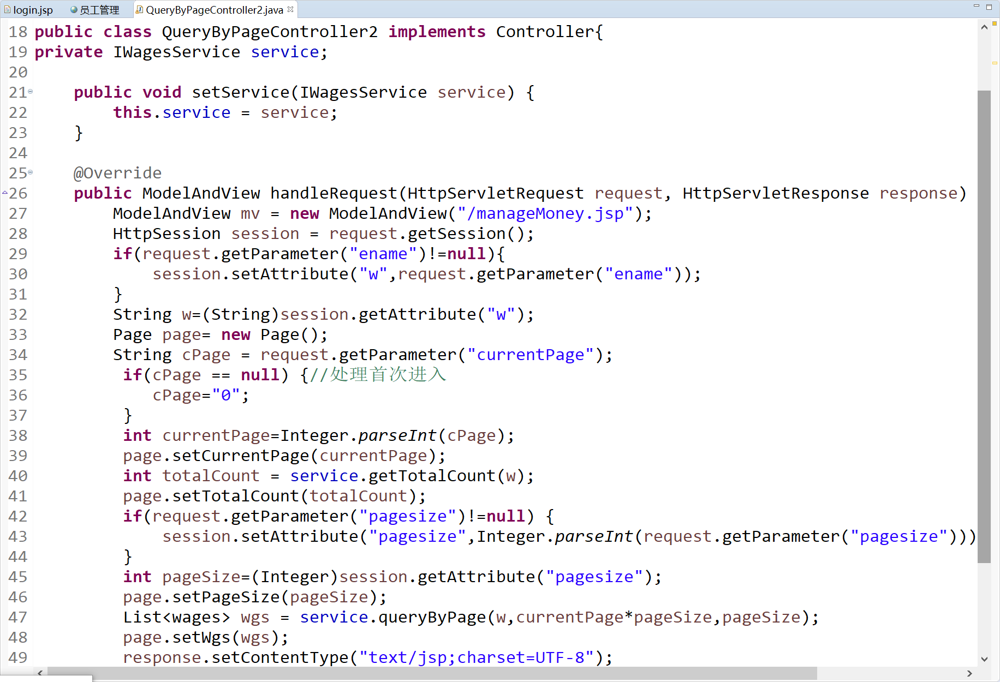 login.jsp 员工管理 QueryByPageController2.java
18 public class QueryByPageController2 implements Controller{
19 private IWagesService service;
20
21 public void setService(IWagesService service) {
22 this.service = service;
23 }
24
25 @Override
26 public ModelAndView handleRequest(HttpServletRequest request, HttpServletResponse response)
27 ModelAndView mv = new ModelAndView("/manageMoney.jsp");
28 HttpSession session = request.getSession();
29 if(request.getParameter("ename")!=null){
30 session.setAttribute("w",request.getParameter("ename"));
31 }
32 String w=(String)session.getAttribute("w");
33 Page page= new Page();
34 String cPage = request.getParameter("currentPage");
35 if(cPage == null) {//处理首次进入
36 cPage="0";
37 }
38 int currentPage=Integer.parseInt(cPage);
39 page.setCurrentPage(currentPage);
40 int totalCount = service.getTotalCount(w);
41 page.setTotalCount(totalCount);
42 if(request.getParameter("pagesize")!=null) {
43 session.setAttribute("pagesize",Integer.parseInt(request.getParameter("pagesize")))
44 }
45 int pageSize=(Integer)session.getAttribute("pagesize");
46 page.setPageSize(pageSize);
47 List<wages> wgs = service.queryByPage(w,currentPage*pageSize,pageSize);
48 page.setWgs(wgs);
49 response.setContentType("text/jsp;charset=UTF-8");